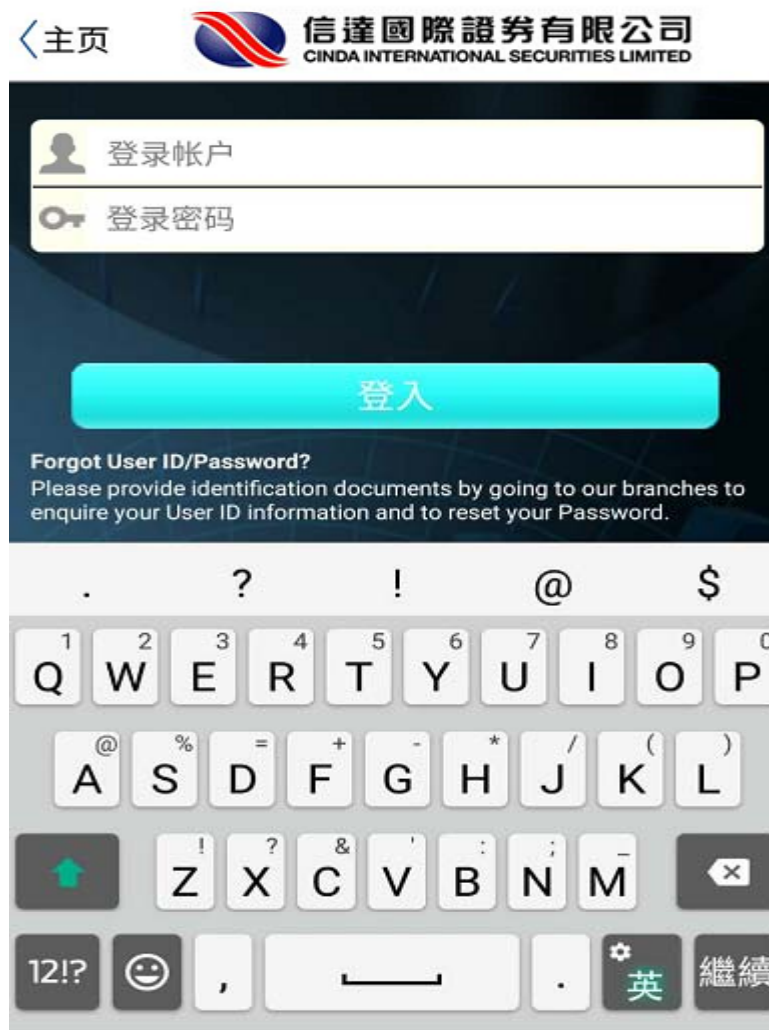 主页
信達國際證券有限公司
CINDA INTERNATIONAL SECURITIES LIMITED
登录帐户
登录密码
登入
Forgot User ID/Password?
Please provide identification documents by going to our branches to
enquire your User ID information and to reset your Password.
. ? ! @ $
1 2 3 4 5 6 7 8 9 0
Q W E R T Y U I O P
@ % = + - * / ( )
A S D F G H J K L
! ? & ' : ; _
Z X C V B N M
12!? , . 英 繼續